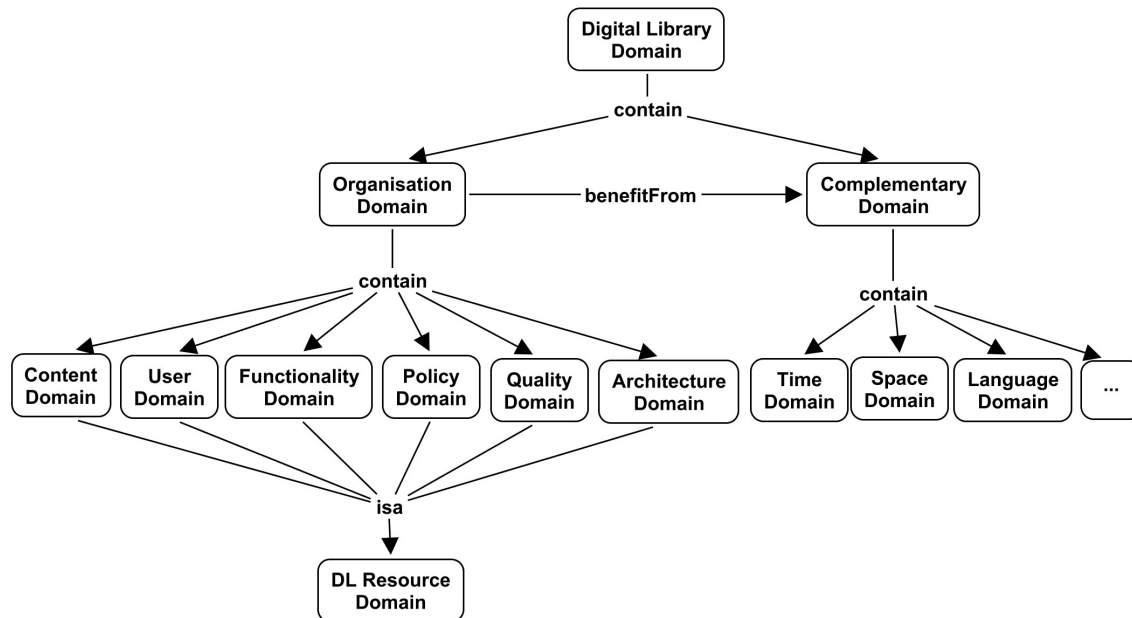 Digital Library
Domain
contain
Organisation
Domain
benefitFrom
Complementary
Domain
contain
contain
Content
Domain
User
Domain
Functionality
Domain
Policy
Domain
Quality
Domain
Architecture
Domain
Time
Domain
Space
Domain
Language
Domain
...
isa
DL Resource
Domain